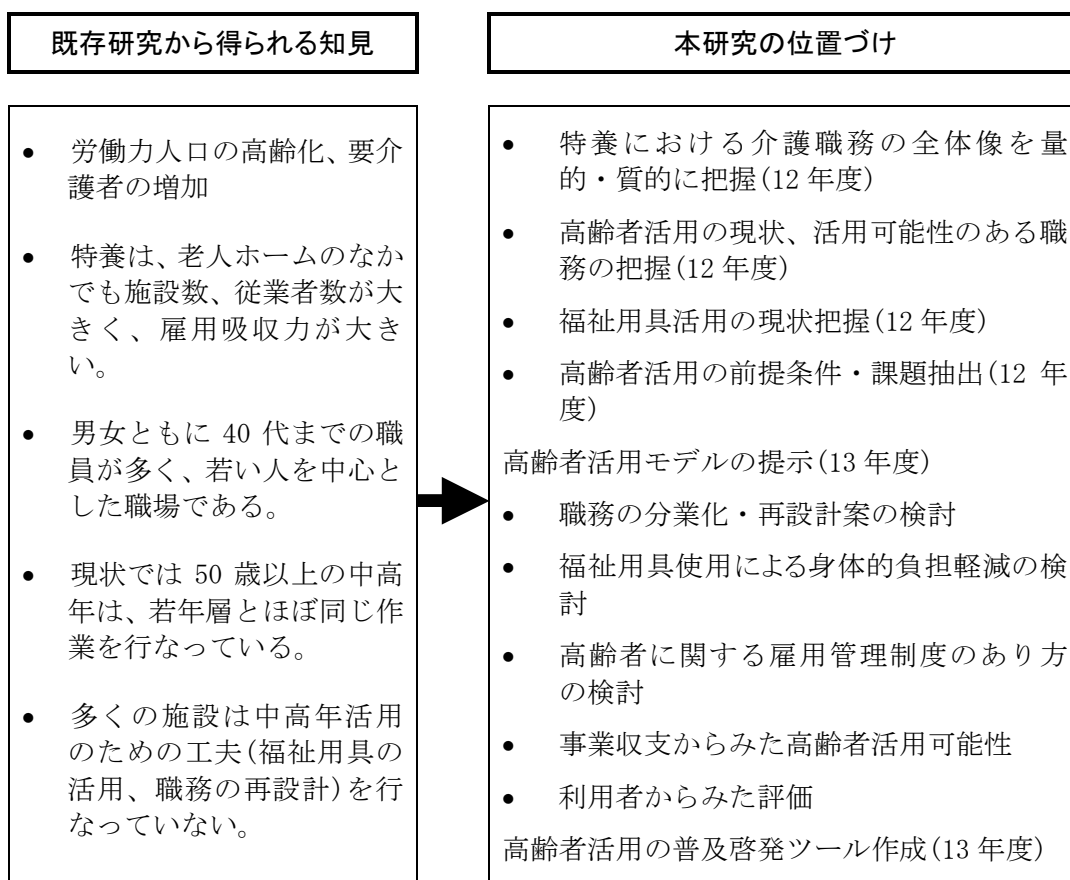 既存研究から得られる知見
• 労働力人口の高齢化、要介
護者の増加
• 特養は、老人ホームのなか
でも施設数、従業者数が大
きく、雇用吸収力が大き
い。
• 男女ともに 40 代までの職
員が多く、若い人を中心と
した職場である。
• 現状では 50 歳以上の中高
年は、若年層とほぼ同じ作
業を行なっている。
• 多くの施設は中高年活用
のための工夫(福祉用具の
活用、職務の再設計)を行
なっていない。
本研究の位置づけ
• 特養における介護職務の全体像を量
的・質的に把握(12 年度)
• 高齢者活用の現状、活用可能性のある職
務の把握(12 年度)
• 福祉用具活用の現状把握(12 年度)
• 高齢者活用の前提条件・課題抽出(12 年
度)
高齢者活用モデルの提示(13 年度)
• 職務の分業化・再設計案の検討
• 福祉用具使用による身体的負担軽減の検
討
• 高齢者に関する雇用管理制度のあり方
の検討
• 事業収支からみた高齢者活用可能性
• 利用者からみた評価
高齢者活用の普及啓発ツール作成(13 年度)